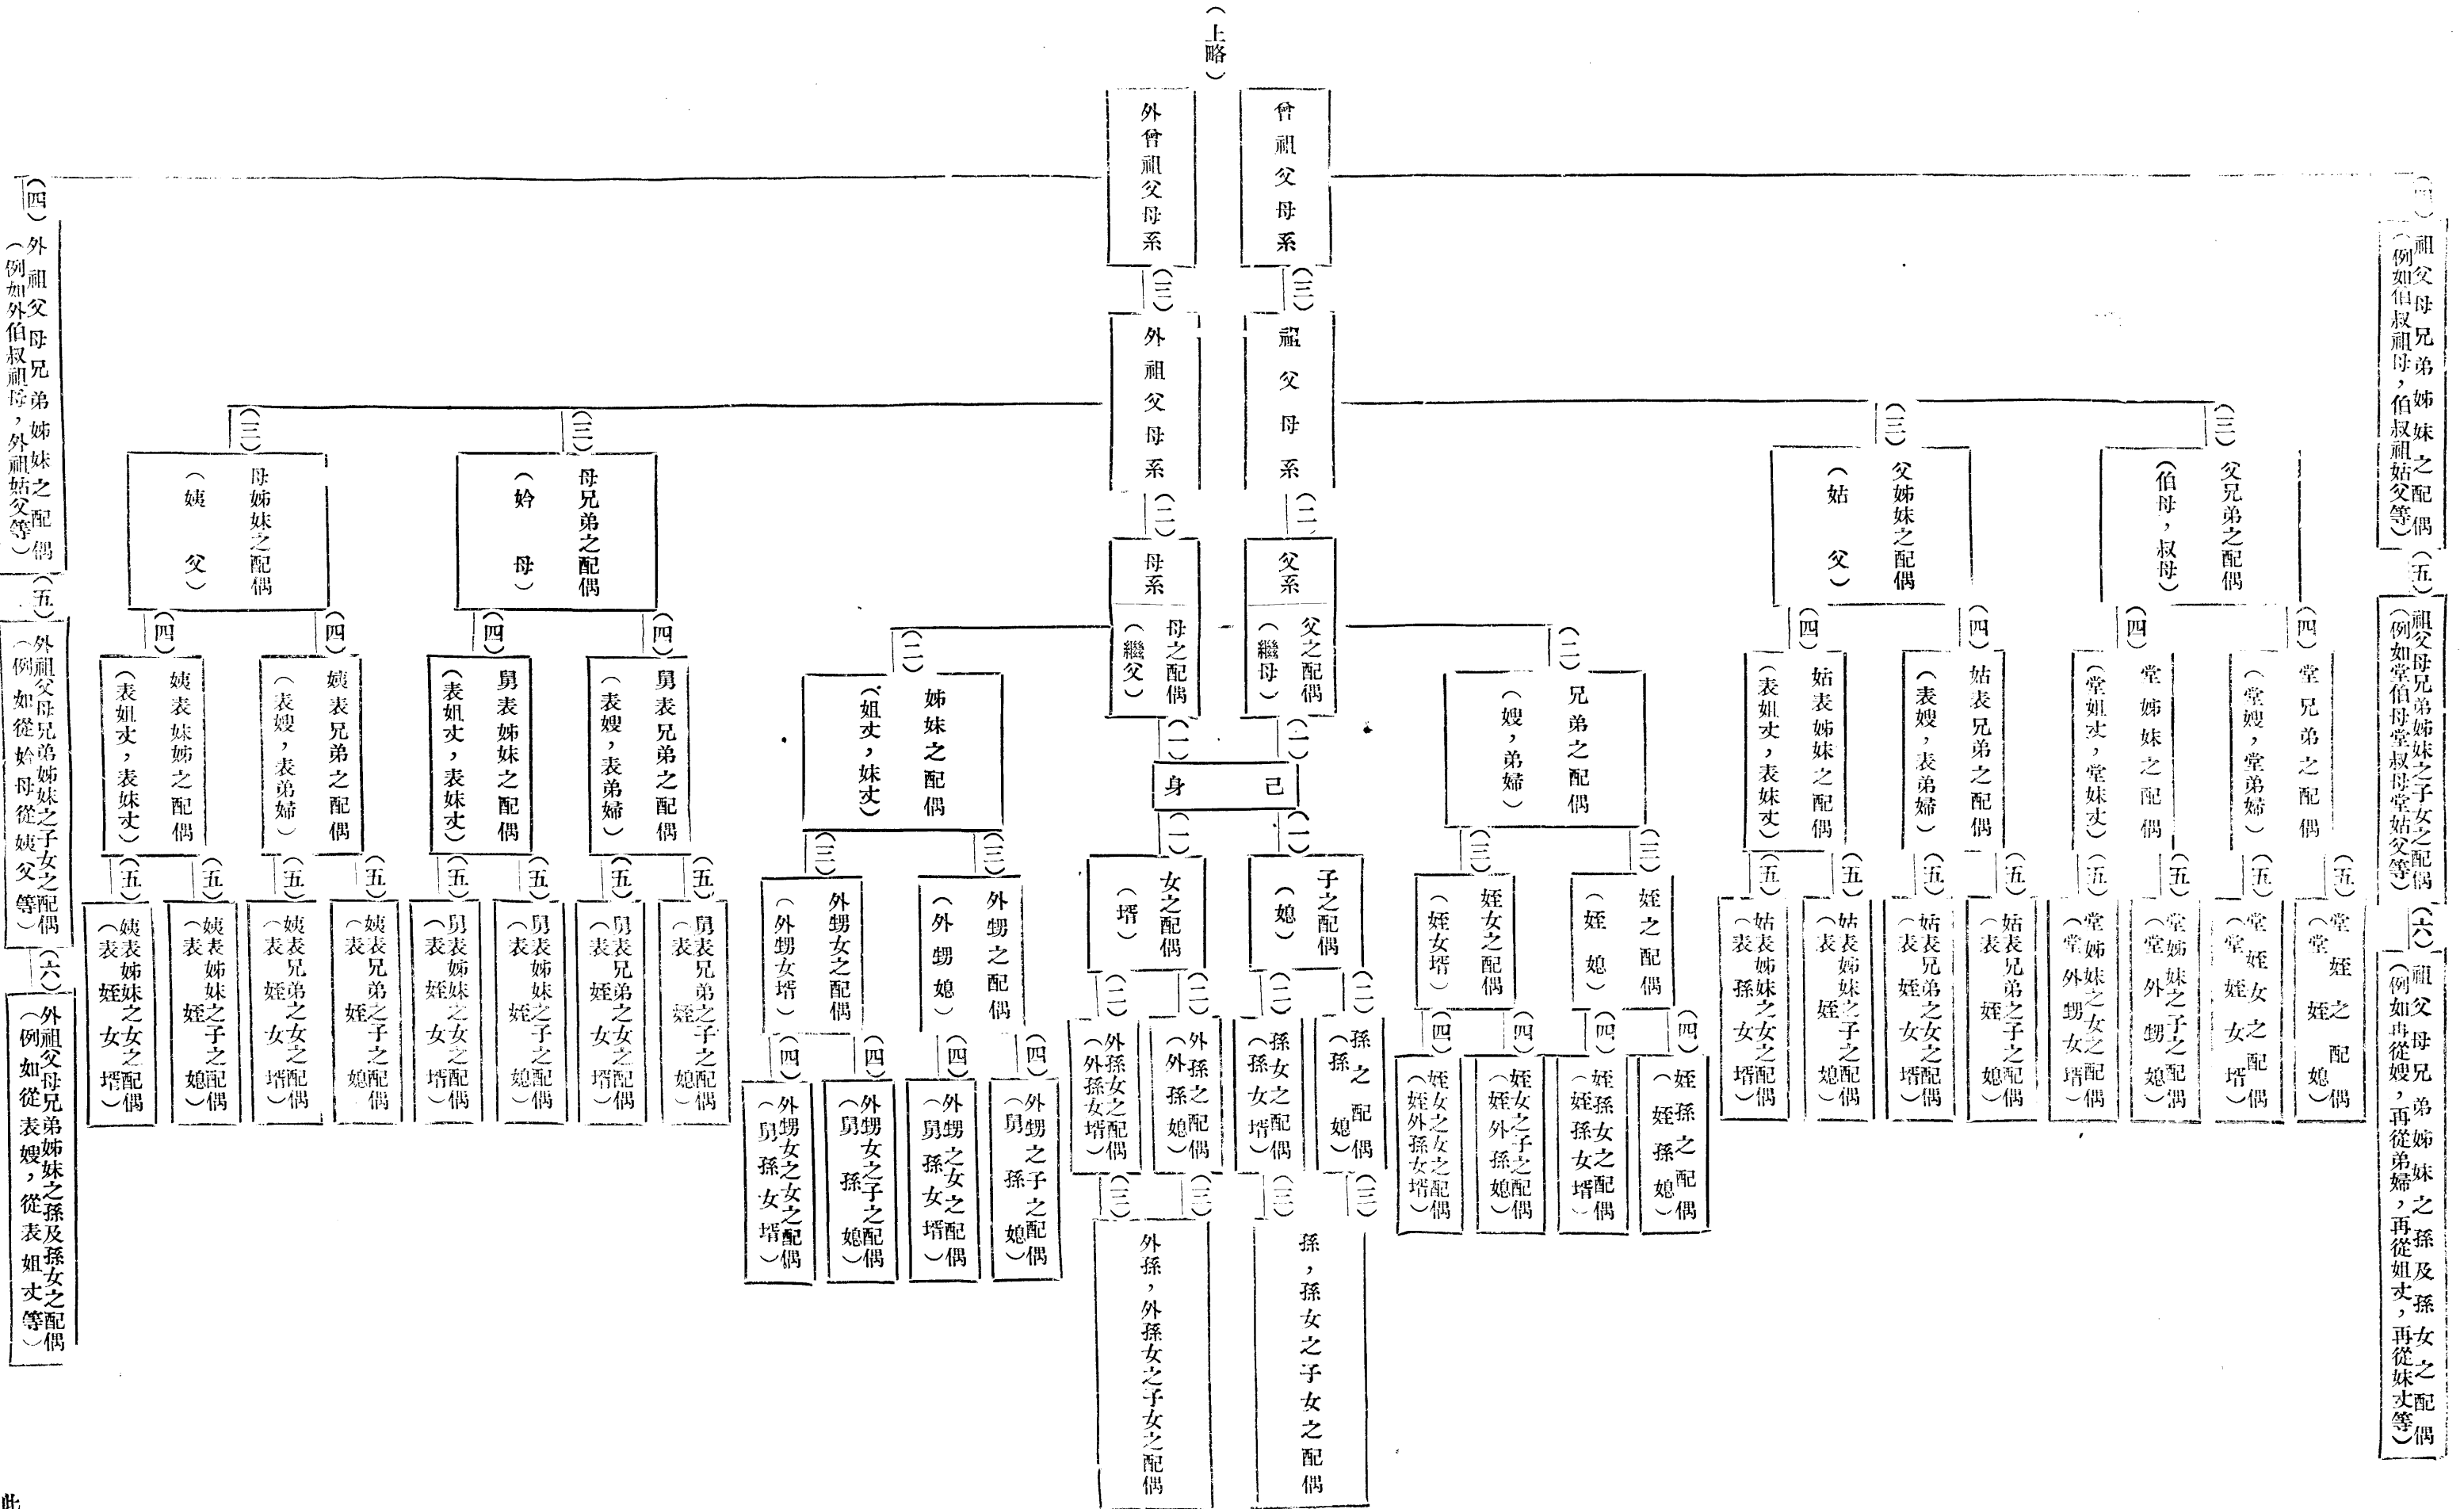 （上略）
曾祖父母系
外曾祖父母系
（三）
（三）
祖父母系
外祖父母系
（二）
（二）
父系
父之配偶
（繼母）
母系
母之配偶
（繼父）
（一）
（一）
己身
（一）
（一）
子之配偶
（媳）
女之配偶
（壻）
（二）
（二）
（二）
（二）
孫之配偶
（孫媳）
孫女之配偶
（孫女壻）
外孫之配偶
（外孫媳）
外孫女之配偶
（外孫女壻）
（三）
（三）
（三）
（三）
孫，孫女之子女之配偶
外孫，外孫女之子女之配偶
（四）
祖父母兄弟姊妹之配偶
（例如伯叔祖母，伯叔祖姑父等）
（五）
祖父母兄弟姊妹之子女之配偶
（例如堂伯母堂叔母堂姑父等）
（六）
祖父母兄弟姊妹之孫及孫女之配偶
（例如再從嫂，再從弟婦，再從姐丈，再從妹丈等）
（三）
父兄弟之配偶
（伯母，叔母）
（三）
父姊妹之配偶
（姑父）
（四）
堂兄弟之配偶
（堂嫂，堂弟婦）
（四）
堂姊妹之配偶
（堂姐丈，堂妹丈）
（四）
姑表兄弟之配偶
（表嫂，表弟婦）
（四）
姑表姊妹之配偶
（表姐丈，表妹丈）
（五）
堂姪之配偶
（堂姪媳）
（五）
堂姪女之配偶
（堂姪女壻）
（五）
堂姊妹之子之配偶
（堂外甥媳）
（五）
堂姊妹之女之配偶
（堂外甥女壻）
（五）
姑表兄弟之子之配偶
（表姪媳）
（五）
姑表兄弟之女之配偶
（表姪女壻）
（五）
姑表姊妹之子之配偶
（表姪媳）
（五）
姑表姊妹之女之配偶
（表孫女壻）
（二）
兄弟之配偶
（嫂，弟婦）
（三）
姪之配偶
（姪媳）
（三）
姪女之配偶
（姪女壻）
（四）
姪孫之配偶
（姪孫媳）
（四）
姪孫女之配偶
（姪孫女壻）
（四）
姪女之子之配偶
（姪外孫媳）
（四）
姪女之女之配偶
（姪外孫女壻）
（二）
姊妹之配偶
（姐丈，妹丈）
（三）
外甥之配偶
（外甥媳）
（三）
外甥女之配偶
（外甥女壻）
（四）
外甥之子之配偶
（舅孫媳）
（四）
外甥之女之配偶
（舅孫女壻）
（四）
外甥女之子之配偶
（舅孫媳）
（四）
外甥女之女之配偶
（舅孫女壻）
（三）
母兄弟之配偶
（妗母）
（三）
母姊妹之配偶
（姨父）
（四）
舅表兄弟之配偶
（表嫂，表弟婦）
（四）
舅表姊妹之配偶
（表姐丈，表妹丈）
（四）
姨表兄弟之配偶
（表嫂，表弟婦）
（四）
姨表妹姊之配偶
（表姐丈，表妹丈）
（五）
舅表兄弟之子之配偶
（表姪媳）
（五）
舅表兄弟之女之配偶
（表姪女壻）
（五）
舅表姊妹之子之配偶
（表姪媳）
（五）
舅表姊妹之女之配偶
（表姪女壻）
（五）
姨表兄弟之子之配偶
（表姪媳）
（五）
姨表兄弟之女之配偶
（表姪女壻）
（五）
姨表姊妹之子之配偶
（表姪媳）
（五）
姨表姊妹之女之配偶
（表姪女壻）
（四）
外祖父母兄弟姊妹之配偶
（例如外伯叔祖母，外祖姑父等）
（五）
外祖父母兄弟姊妹之子女之配偶
（例如從妗母從姨父等）
（六）
外祖父母兄弟姊妹之孫及孫女之配偶
（例如從表嫂，從表姐丈等）
此